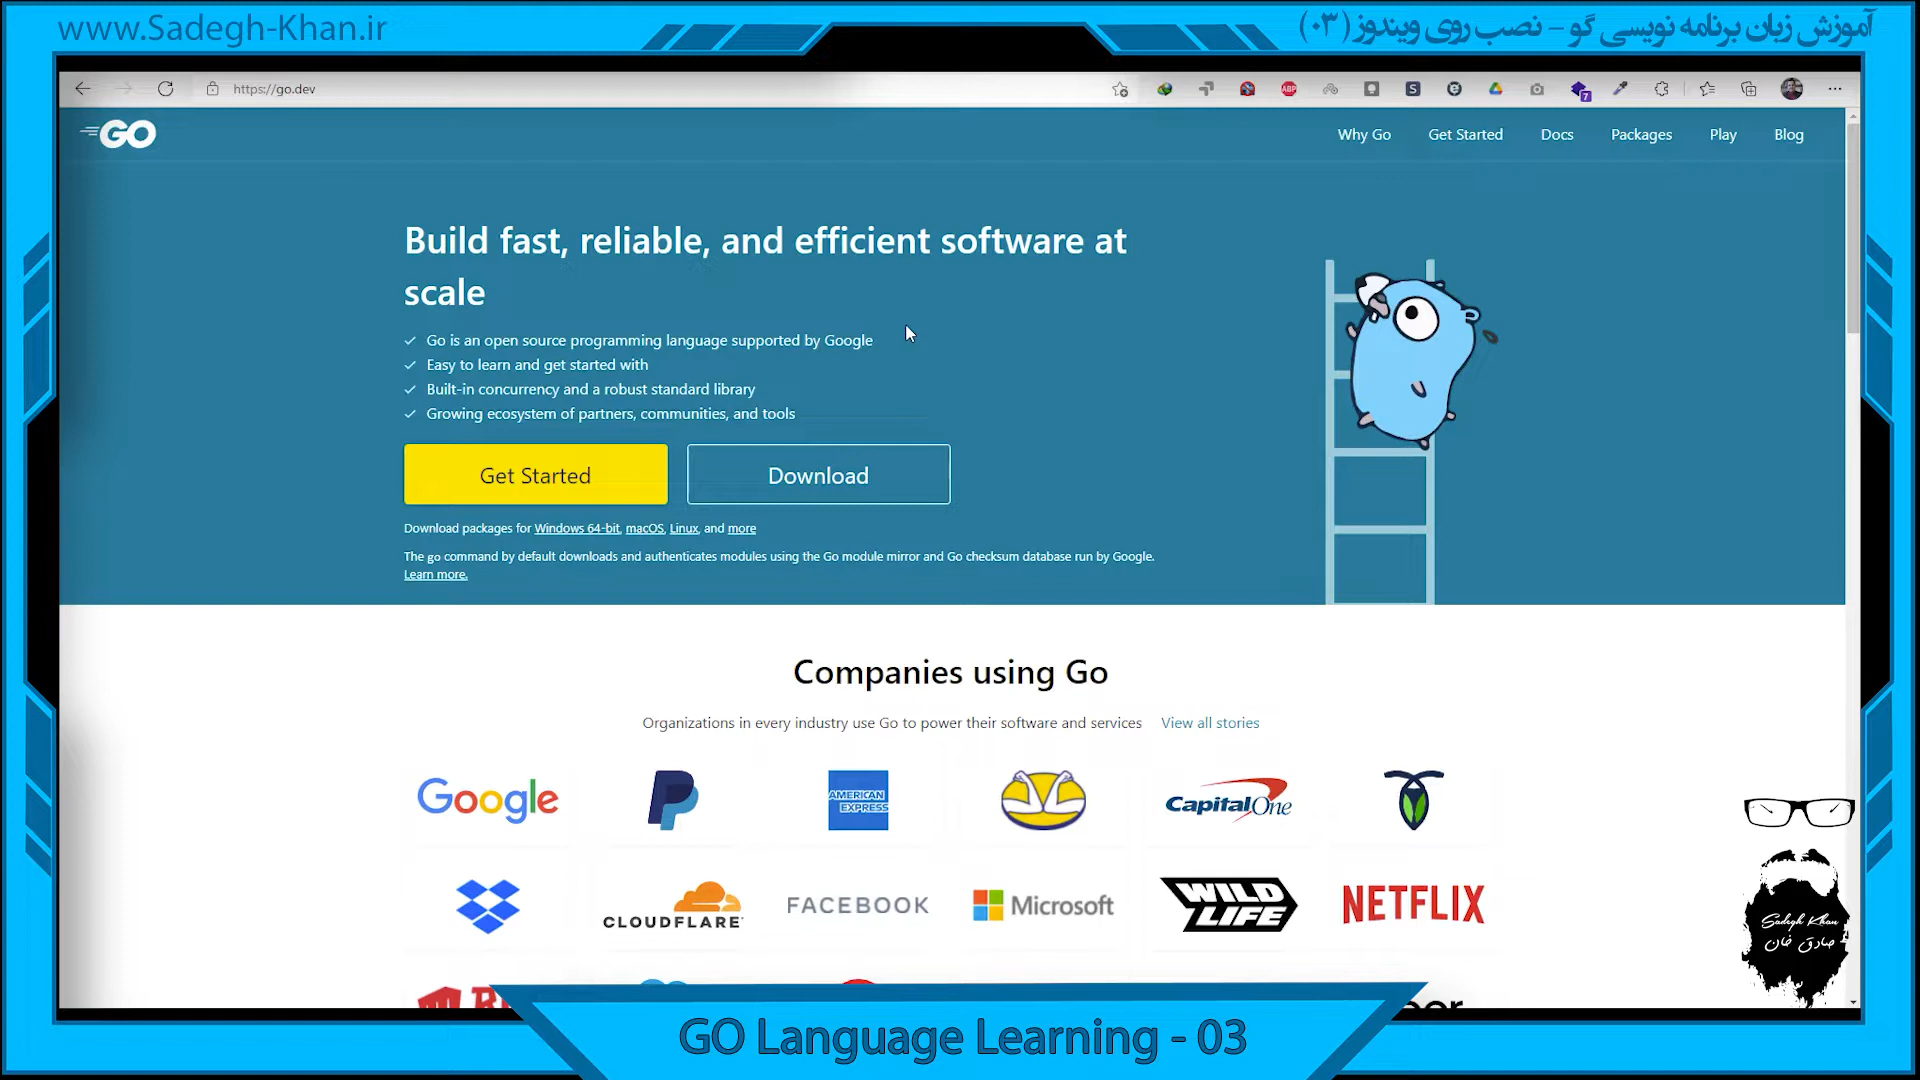 www.Sadegh-Khan.ir
آموزش زبان برنامه نویسی گو - نصب روی ویندوز (۰۳)
https://go.dev
ABP
S
7
GO
Why Go
Get Started
Docs
Packages
Play
Blog
Build fast, reliable, and efficient software at
scale
Go is an open source programming language supported by Google
Easy to learn and get started with
Built-in concurrency and a robust standard library
Growing ecosystem of partners, communities, and tools
Get Started
Download
Download packages for Windows 64-bit, macOS, Linux, and more
The go command by default downloads and authenticates modules using the Go module mirror and Go checksum database run by Google.
Learn more.
Companies using Go
Organizations in every industry use Go to power their software and services View all stories
Google
AMERICAN
EXPRESS
Capital One
CLOUDFLARE
FACEBOOK
Microsoft
WILD
LIFE
NETFLIX
Sadegh Khan
صادق خان
GO Language Learning - 03